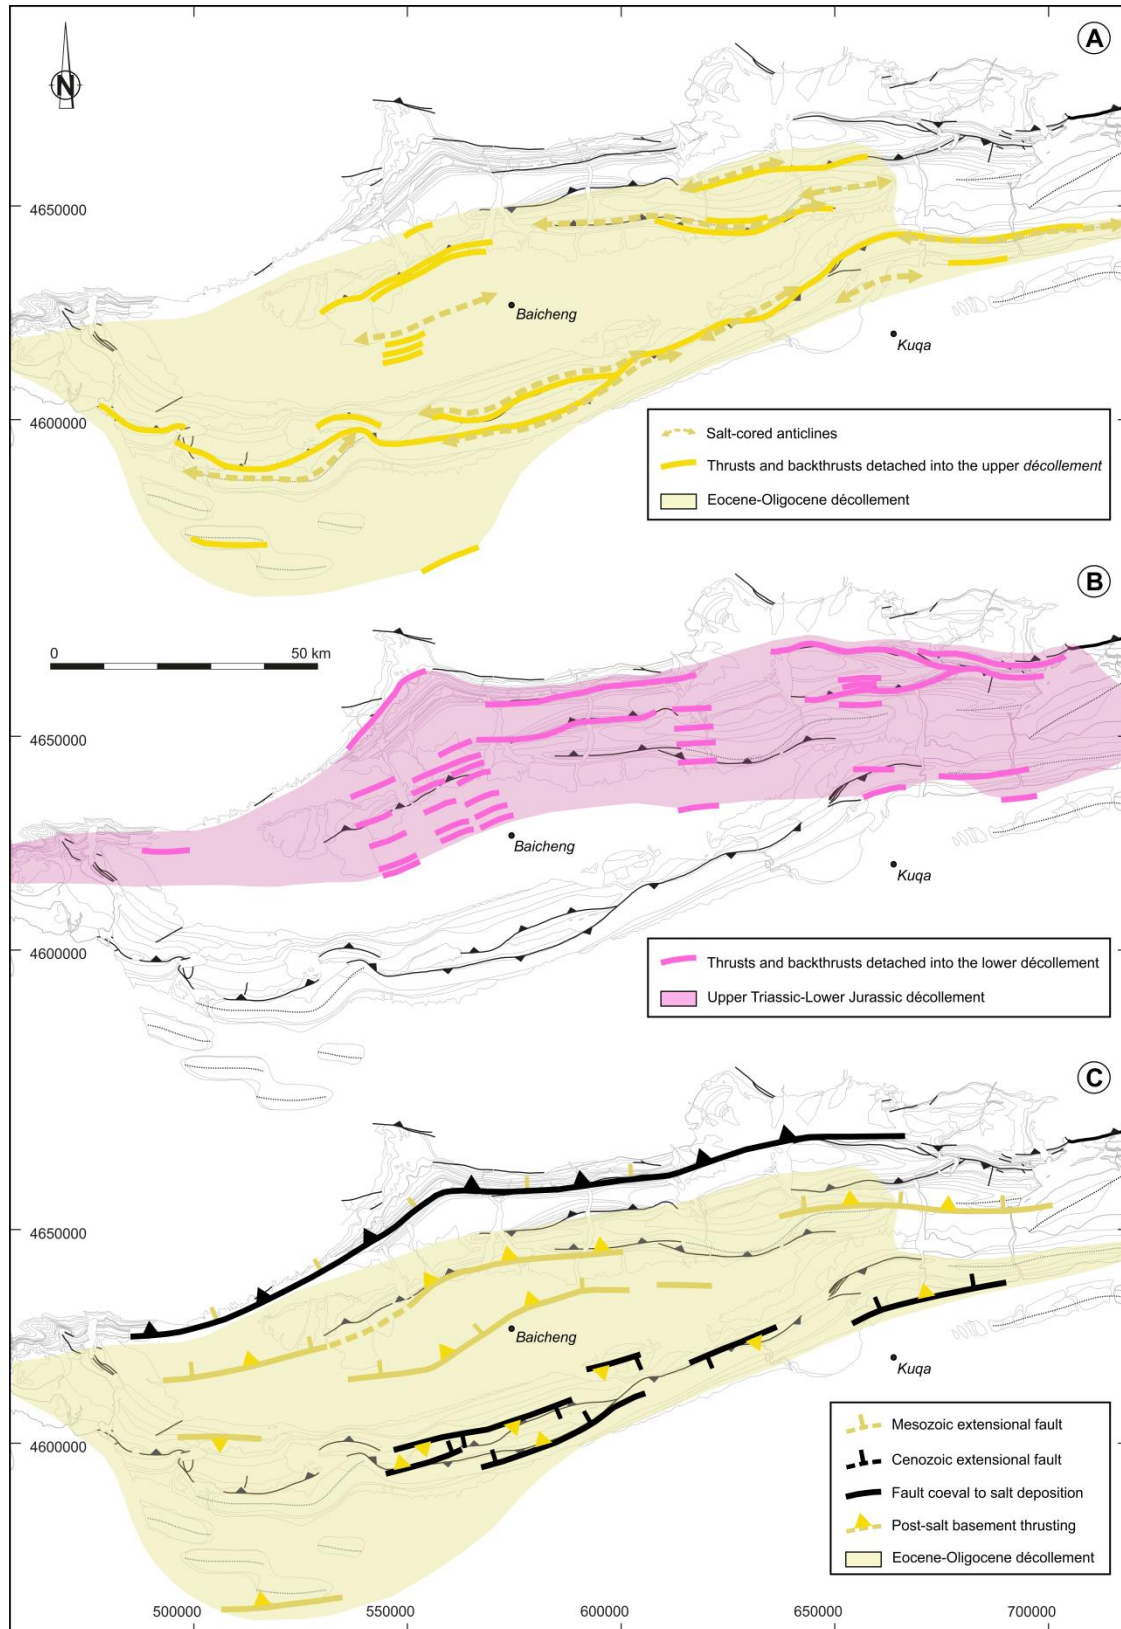 A
N
4650000
Baicheng
Kuqa
4600000
Salt-cored anticlines
Thrusts and backthrusts detached into the upper décollement
Eocene-Oligocene décollement
B
0 50 km
4650000
Baicheng
Kuqa
4600000
Thrusts and backthrusts detached into the lower décollement
Upper Triassic-Lower Jurassic décollement
C
4650000
Baicheng
Kuqa
4600000
Mesozoic extensional fault
Cenozoic extensional fault
Fault coeval to salt deposition
Post-salt basement thrusting
Eocene-Oligocene décollement
500000 550000 600000 650000 700000